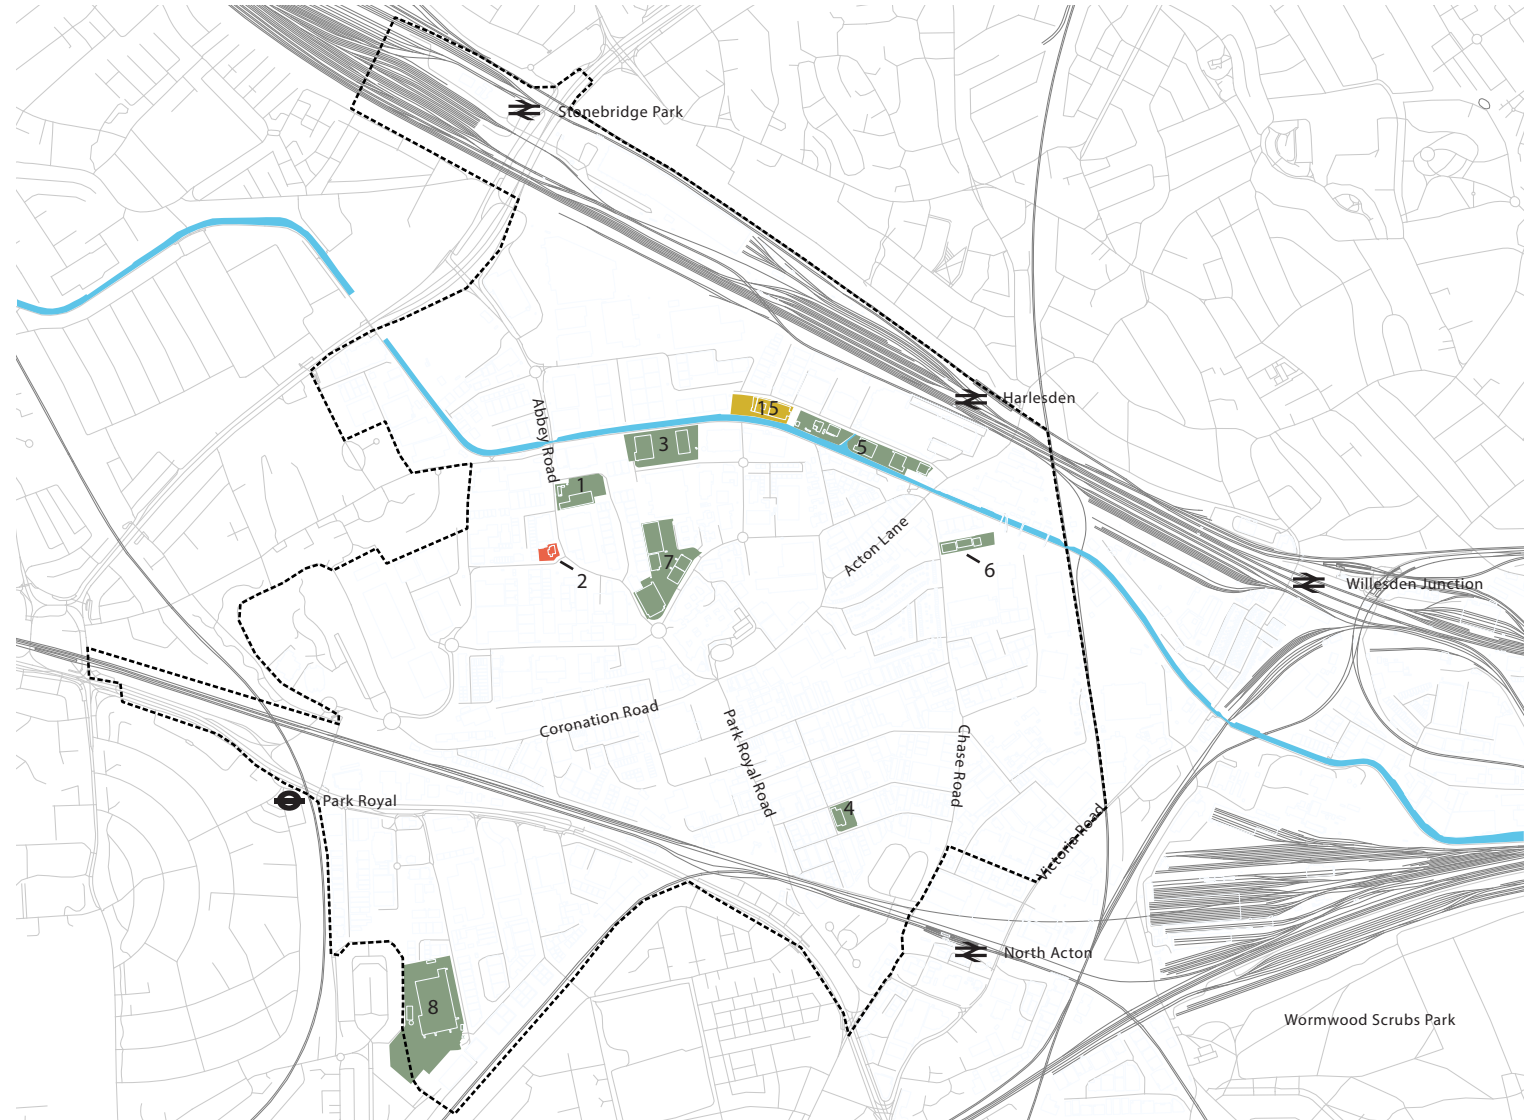 Stonebridge Park
Harlesden
Abbey Road
15
3
5
1
Acton Lane
7
2
6
Willesden Junction
Coronation Road
Park Royal Road
Chase Road
Park Royal
4
Victoria Road
North Acton
8
Wormwood Scrubs Park